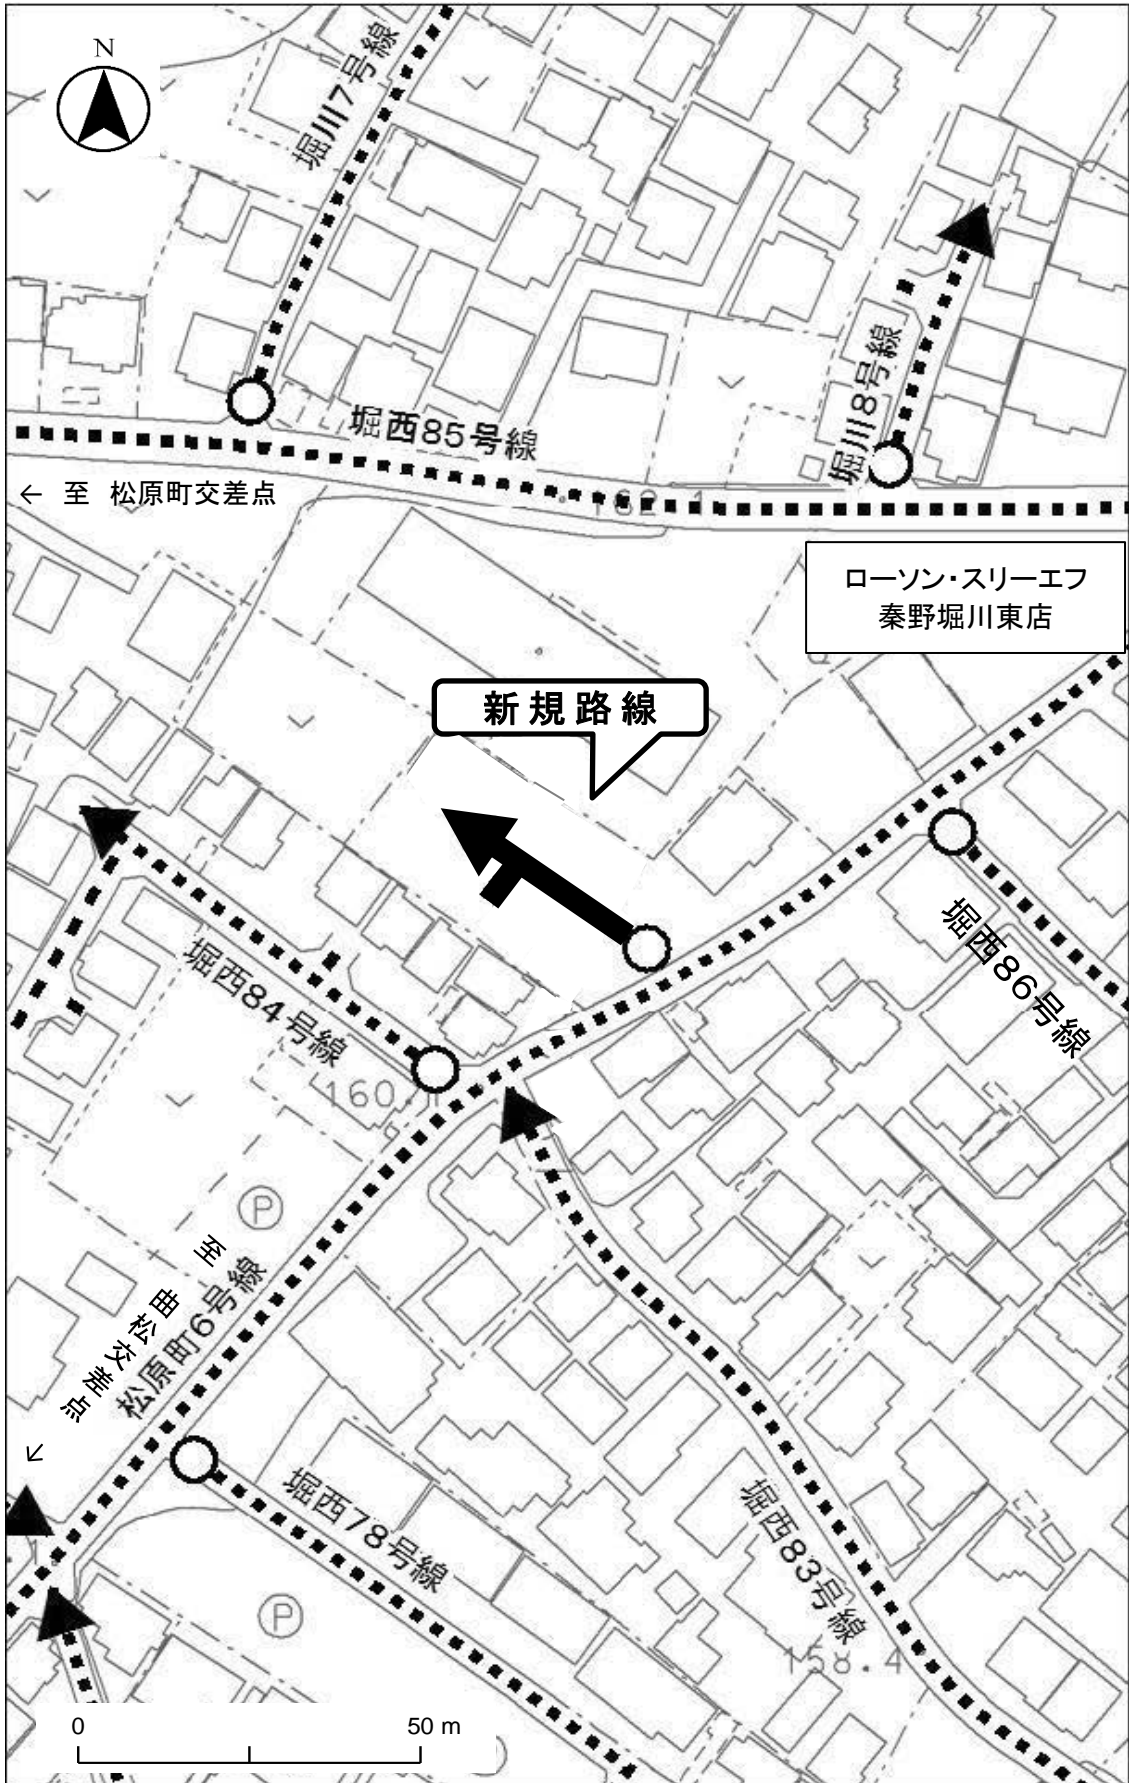 N
堀川7号線
堀西85号線
堀川8号線
← 至 松原町交差点
162.1
ローソン・スリーエフ
秦野堀川東店
新規路線
堀西86号線
堀西84号線
160.
P
至 曲松交差点 ←
松原町6号線
堀西78号線
堀西83号線
P
158.4
0 50 m